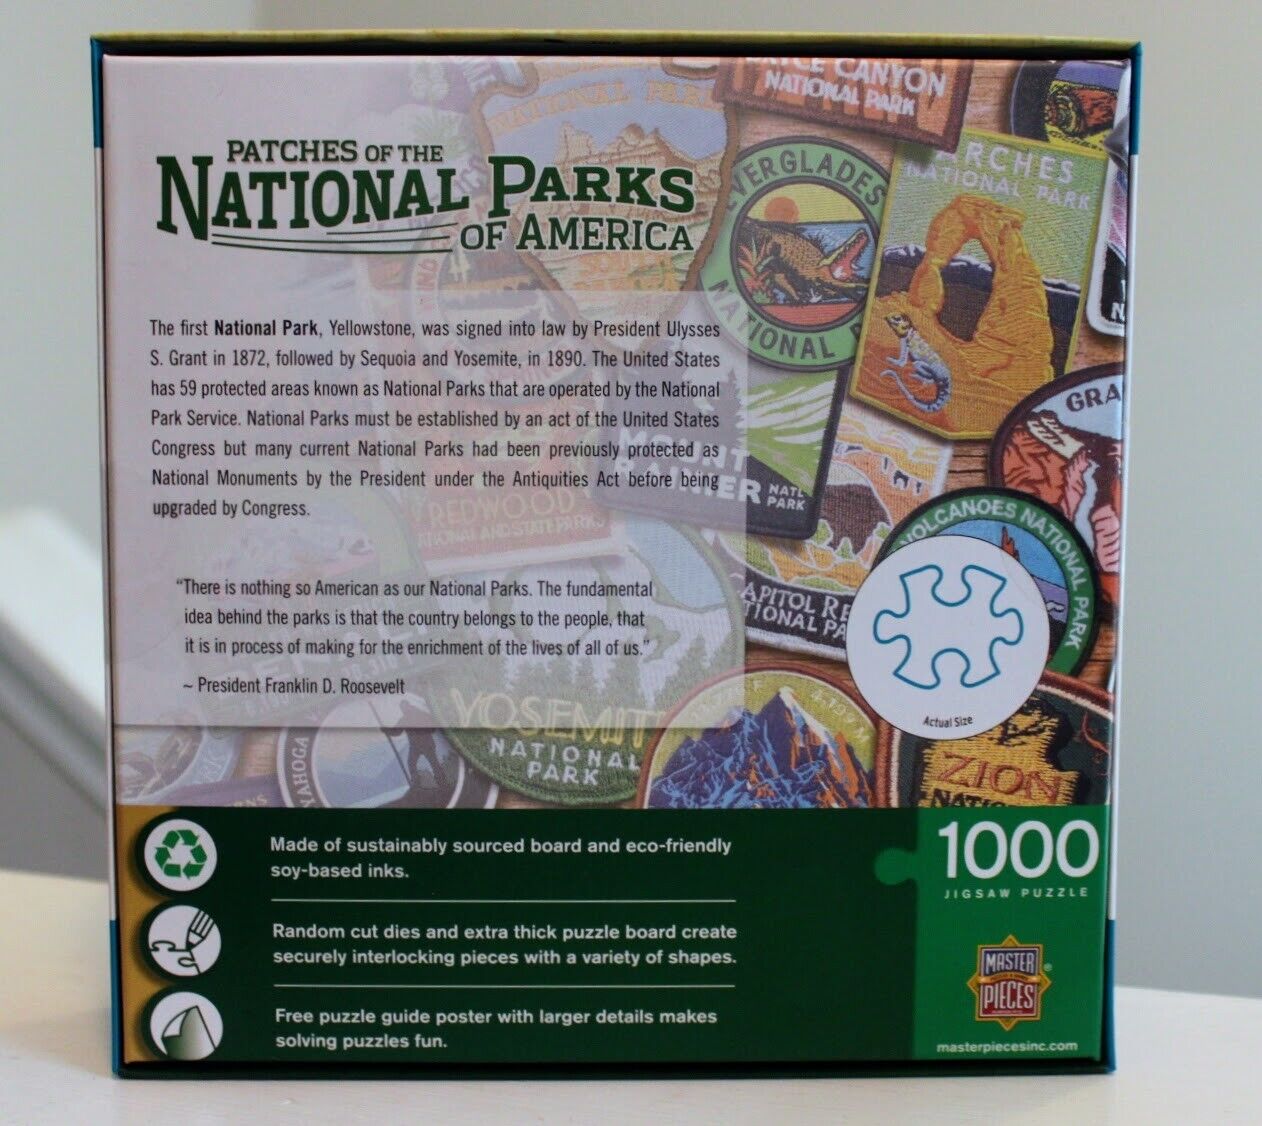 PATCHES OF THE
NATIONAL PARKS
OF AMERICA
The first National Park, Yellowstone, was signed into law by President Ulysses
S. Grant in 1872, followed by Sequoia and Yosemite, in 1890. The United States
has 59 protected areas known as National Parks that are operated by the National
Park Service. National Parks must be established by an act of the United States
Congress but many current National Parks had been previously protected as
National Monuments by the President under the Antiquities Act before being
upgraded by Congress.
“There is nothing so American as our National Parks. The fundamental
idea behind the parks is that the country belongs to the people, that
it is in process of making for the enrichment of the lives of all of us.”
~ President Franklin D. Roosevelt
NATIONAL PARK
CANYON
NATIONAL PARK
EVERGLADES
NATIONAL
ARCHES
NATIONAL PARK
GRA
MOUNT
RAINIER NATL
PARK
REDWOOD
NATIONAL AND STATE PARKS
VOLCANOES NATIONAL PARK
CAPITOL RE
NATIONAL PA
YOSEMIT
NATIONAL
PARK
AHOGA
ZION
Actual Size
Made of sustainably sourced board and eco-friendly
soy-based inks.
Random cut dies and extra thick puzzle board create
securely interlocking pieces with a variety of shapes.
Free puzzle guide poster with larger details makes
solving puzzles fun.
1000
JIGSAW PUZZLE
MASTER
PIECES
®
masterpiecesinc.com